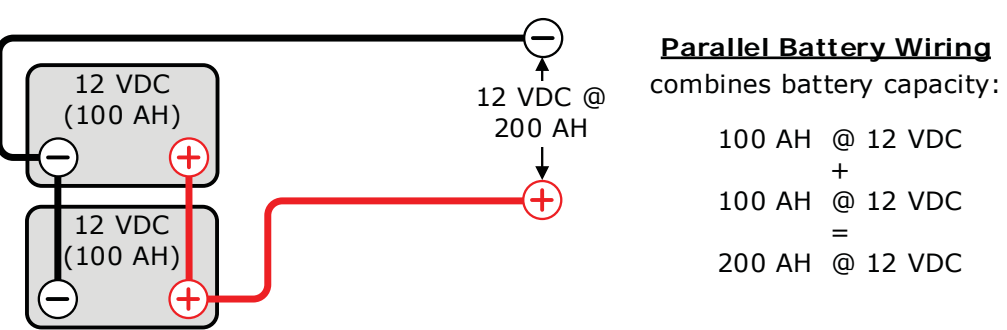 12 VDC
(100 AH)
12 VDC
(100 AH)
12 VDC @
200 AH
Parallel Battery Wiring
combines battery capacity:
100 AH @ 12 VDC
+
100 AH @ 12 VDC
=
200 AH @ 12 VDC